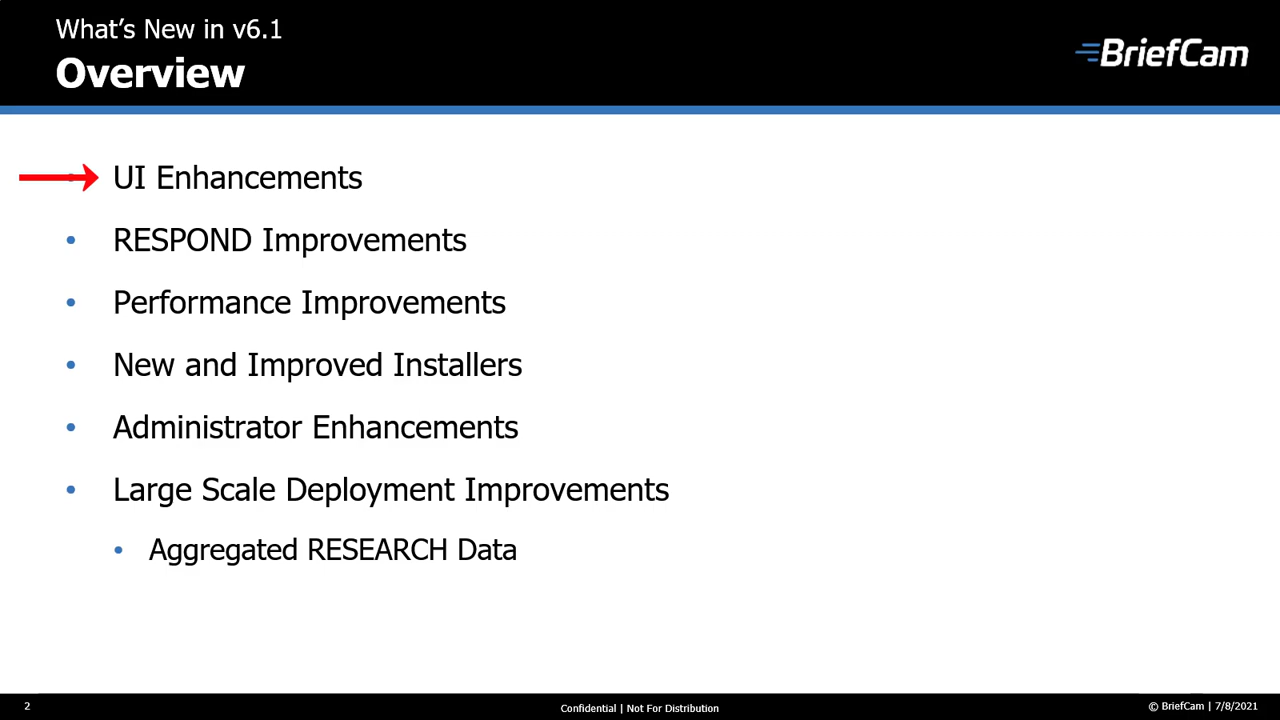 What’s New in v6.1
Overview
BriefCam
UI Enhancements
• RESPOND Improvements
• Performance Improvements
• New and Improved Installers
• Administrator Enhancements
• Large Scale Deployment Improvements
• Aggregated RESEARCH Data
2
Confidential | Not For Distribution
© BriefCam | 7/8/2021